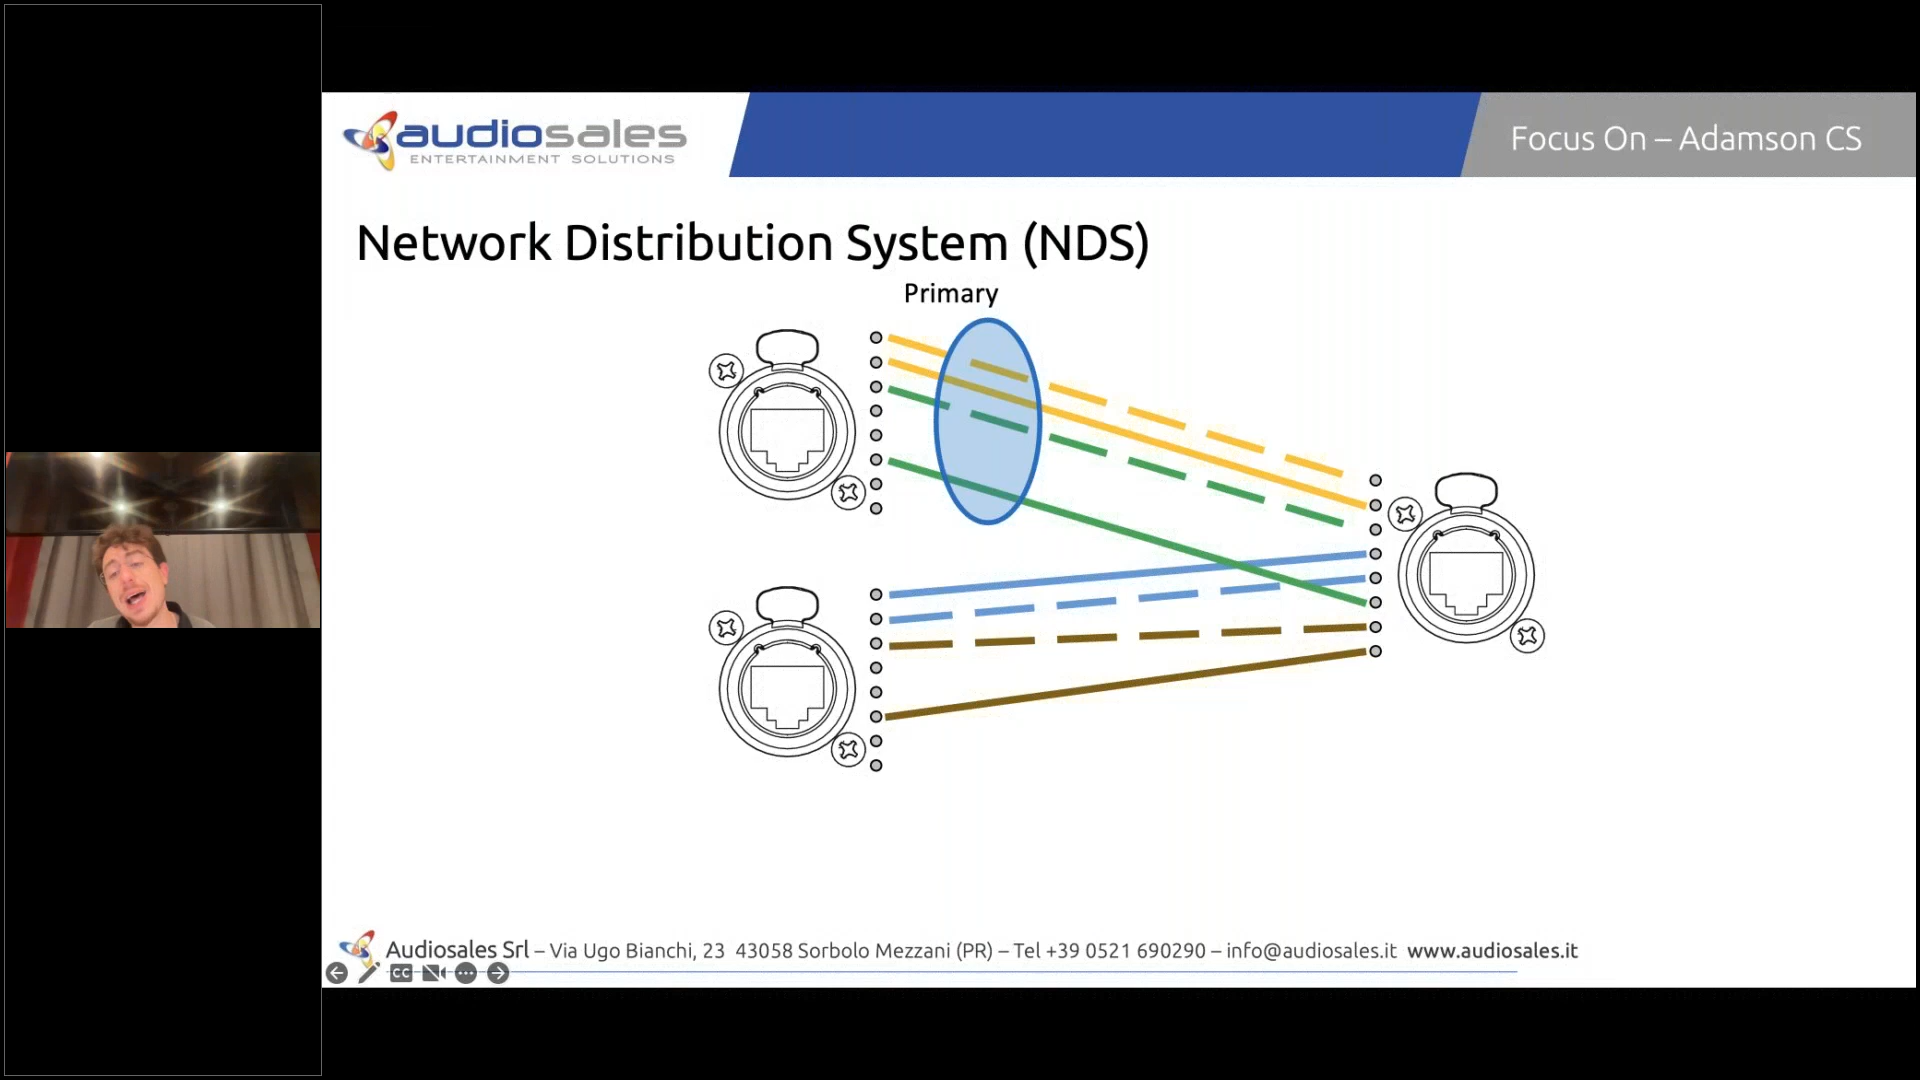 audiosales
ENTERTAINMENT SOLUTIONS
Focus On – Adamson CS
Network Distribution System (NDS)
Primary
Audiosales Srl – Via Ugo Bianchi, 23 43058 Sorbolo Mezzani (PR) – Tel +39 0521 690290 – info@audiosales.it www.audiosales.it
CC